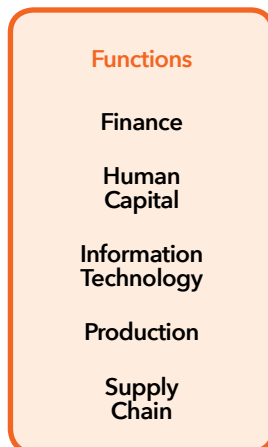 Functions
Finance
Human
Capital
Information
Technology
Production
Supply
Chain